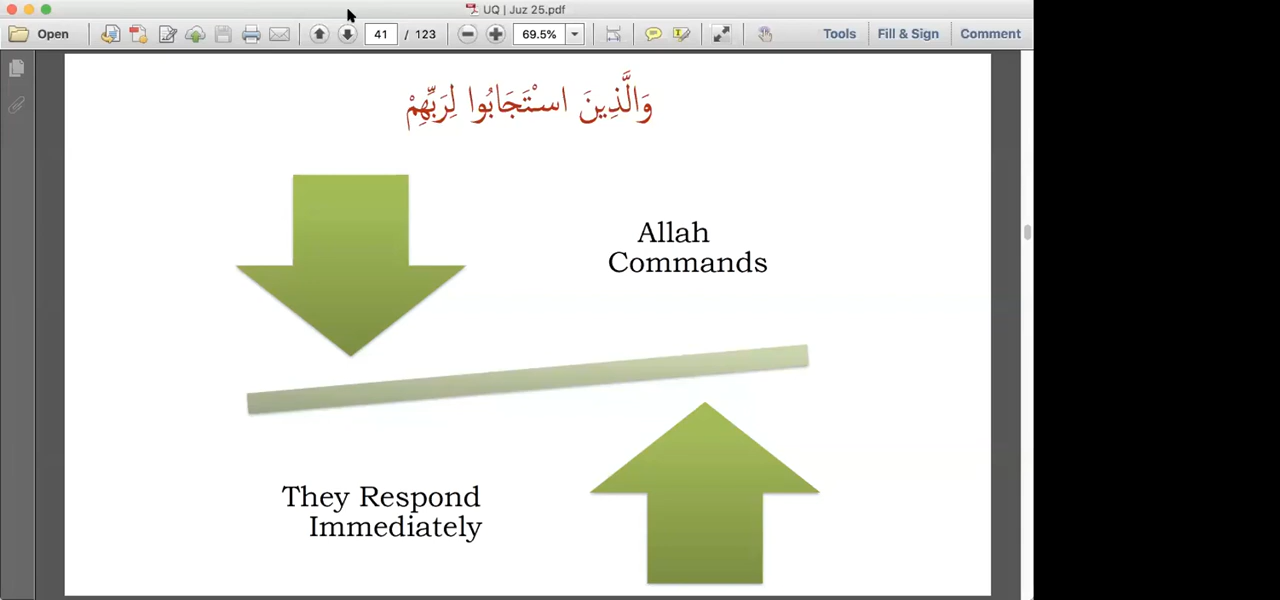 UQ | Juz 25.pdf
Open
41 / 123
69.5%
Tools
Fill & Sign
Comment
وَالَّذِينَ اسْتَجَابُوا لِرَبِّهِمْ
Allah
Commands
They Respond
Immediately